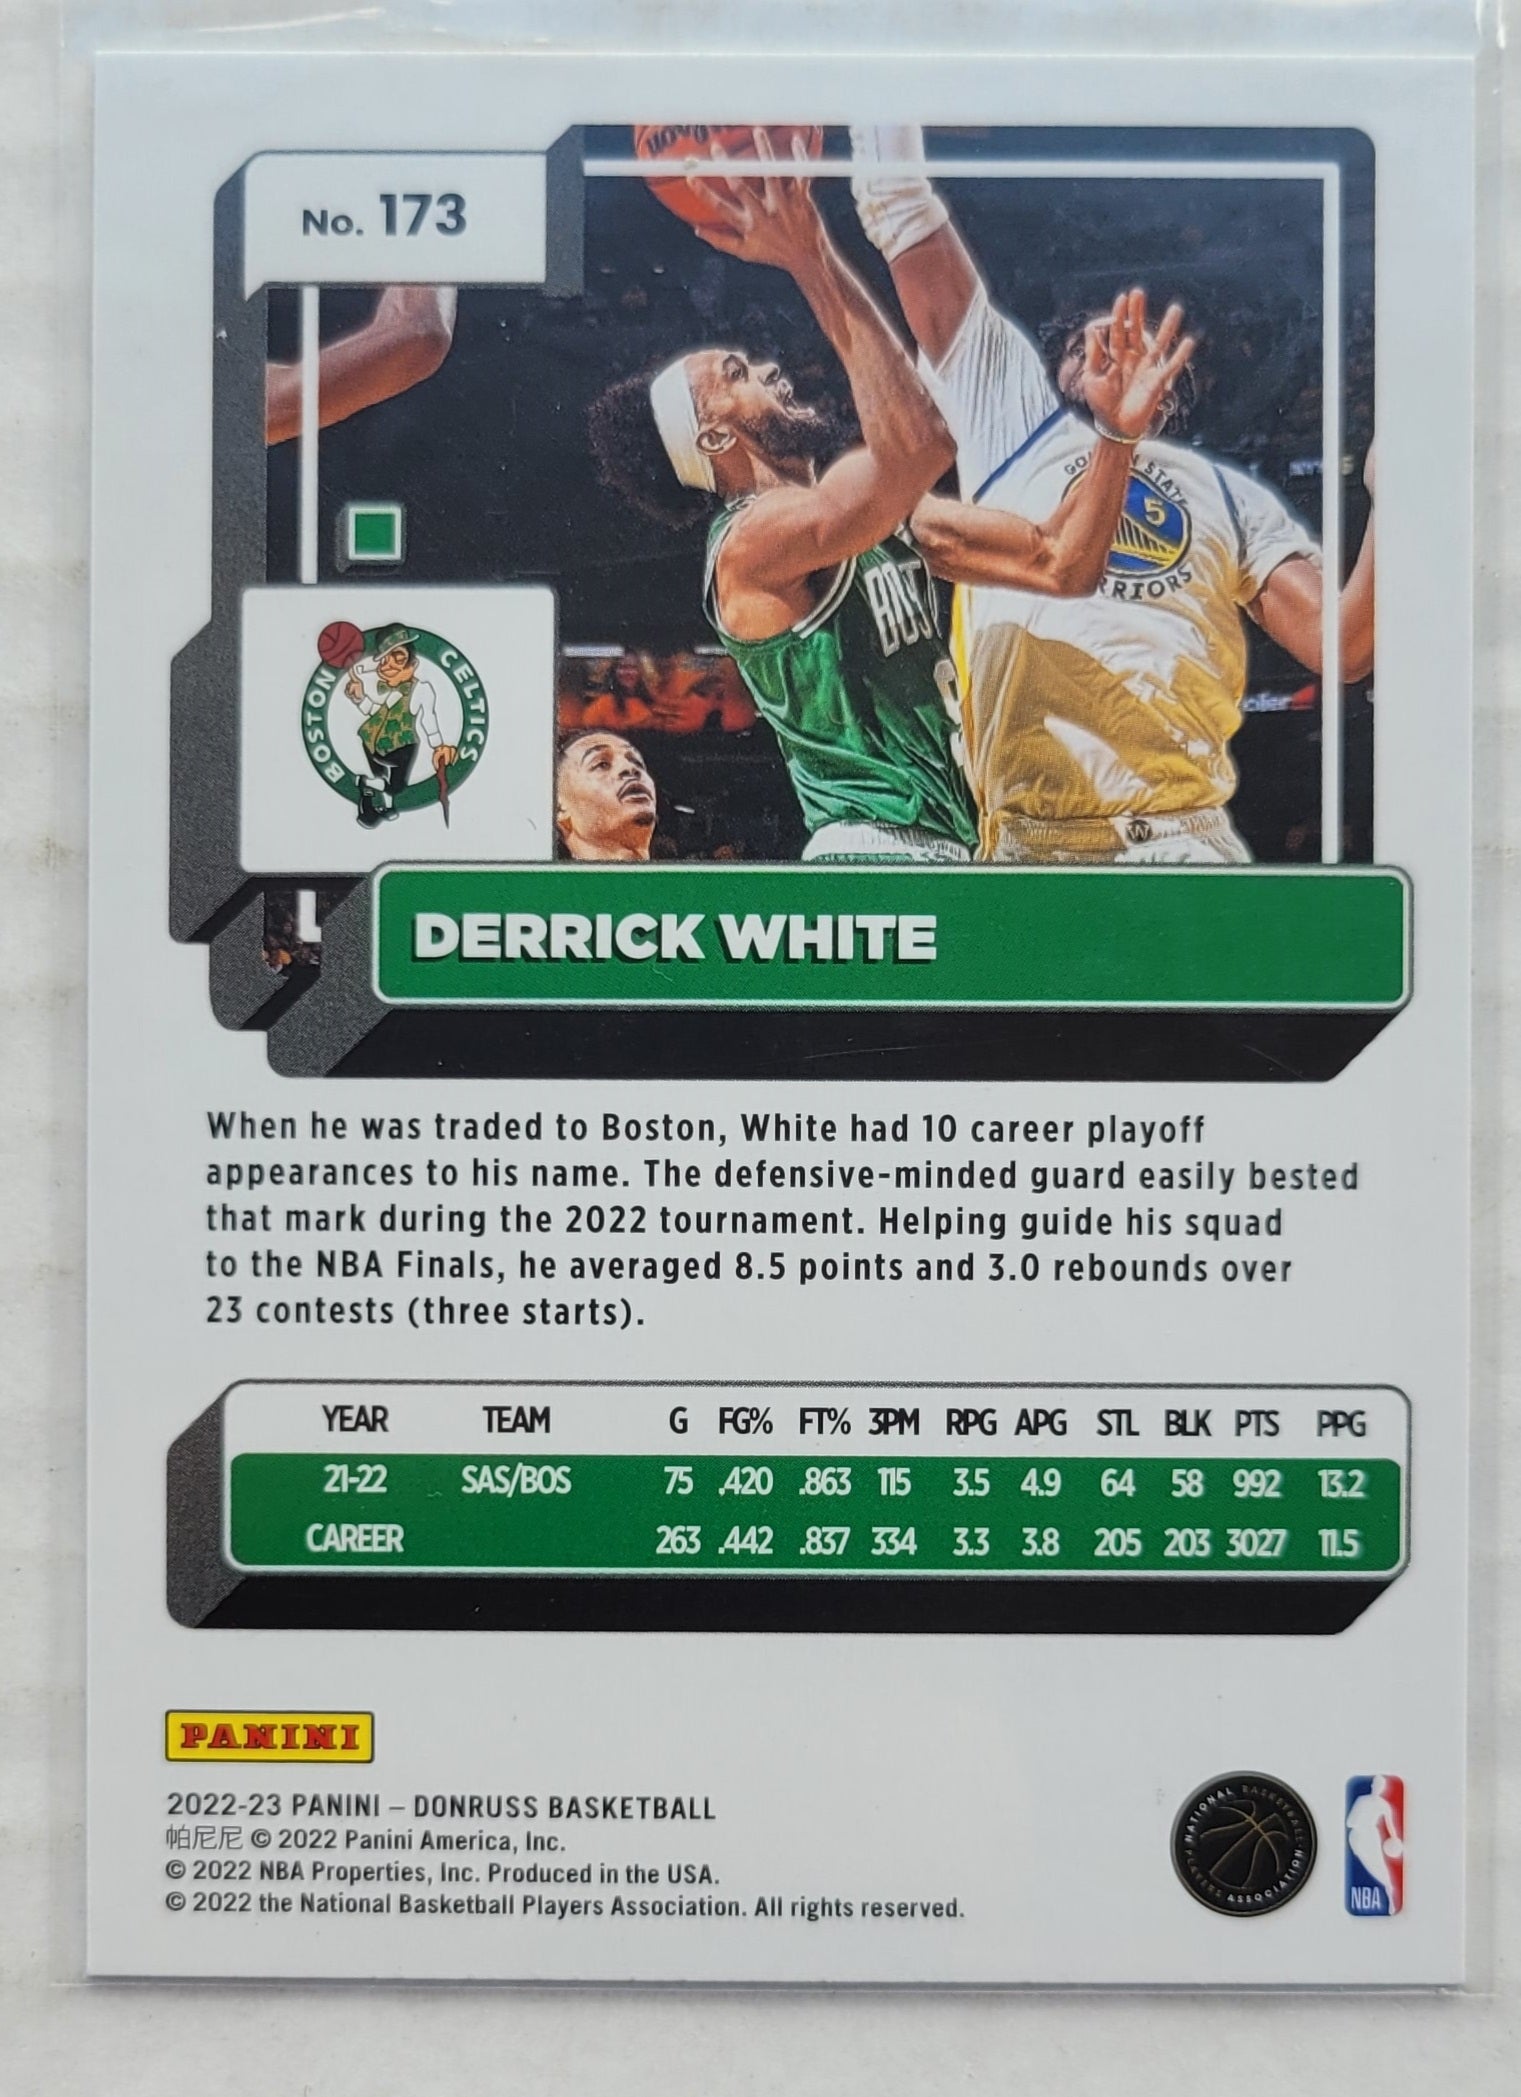 No. 173
GOLDEN STATE
5
WARRIORS
BOST
BOSTON CELTICS
DERRICK WHITE
When he was traded to Boston, White had 10 career playoff
appearances to his name. The defensive-minded guard easily bested
that mark during the 2022 tournament. Helping guide his squad
to the NBA Finals, he averaged 8.5 points and 3.0 rebounds over
23 contests (three starts).
YEAR TEAM G FG% FT% 3PM RPG APG STL BLK PTS PPG
21-22 SAS/BOS 75 .420 .863 115 3.5 4.9 64 58 992 13.2
CAREER 263 .442 .837 334 3.3 3.8 205 203 3027 11.5
PANINI
2022-23 PANINI – DONRUSS BASKETBALL
帕尼尼 © 2022 Panini America, Inc.
© 2022 NBA Properties, Inc. Produced in the USA.
© 2022 the National Basketball Players Association. All rights reserved.
NATIONAL BASKETBALL PLAYERS ASSOCIATION
NBA